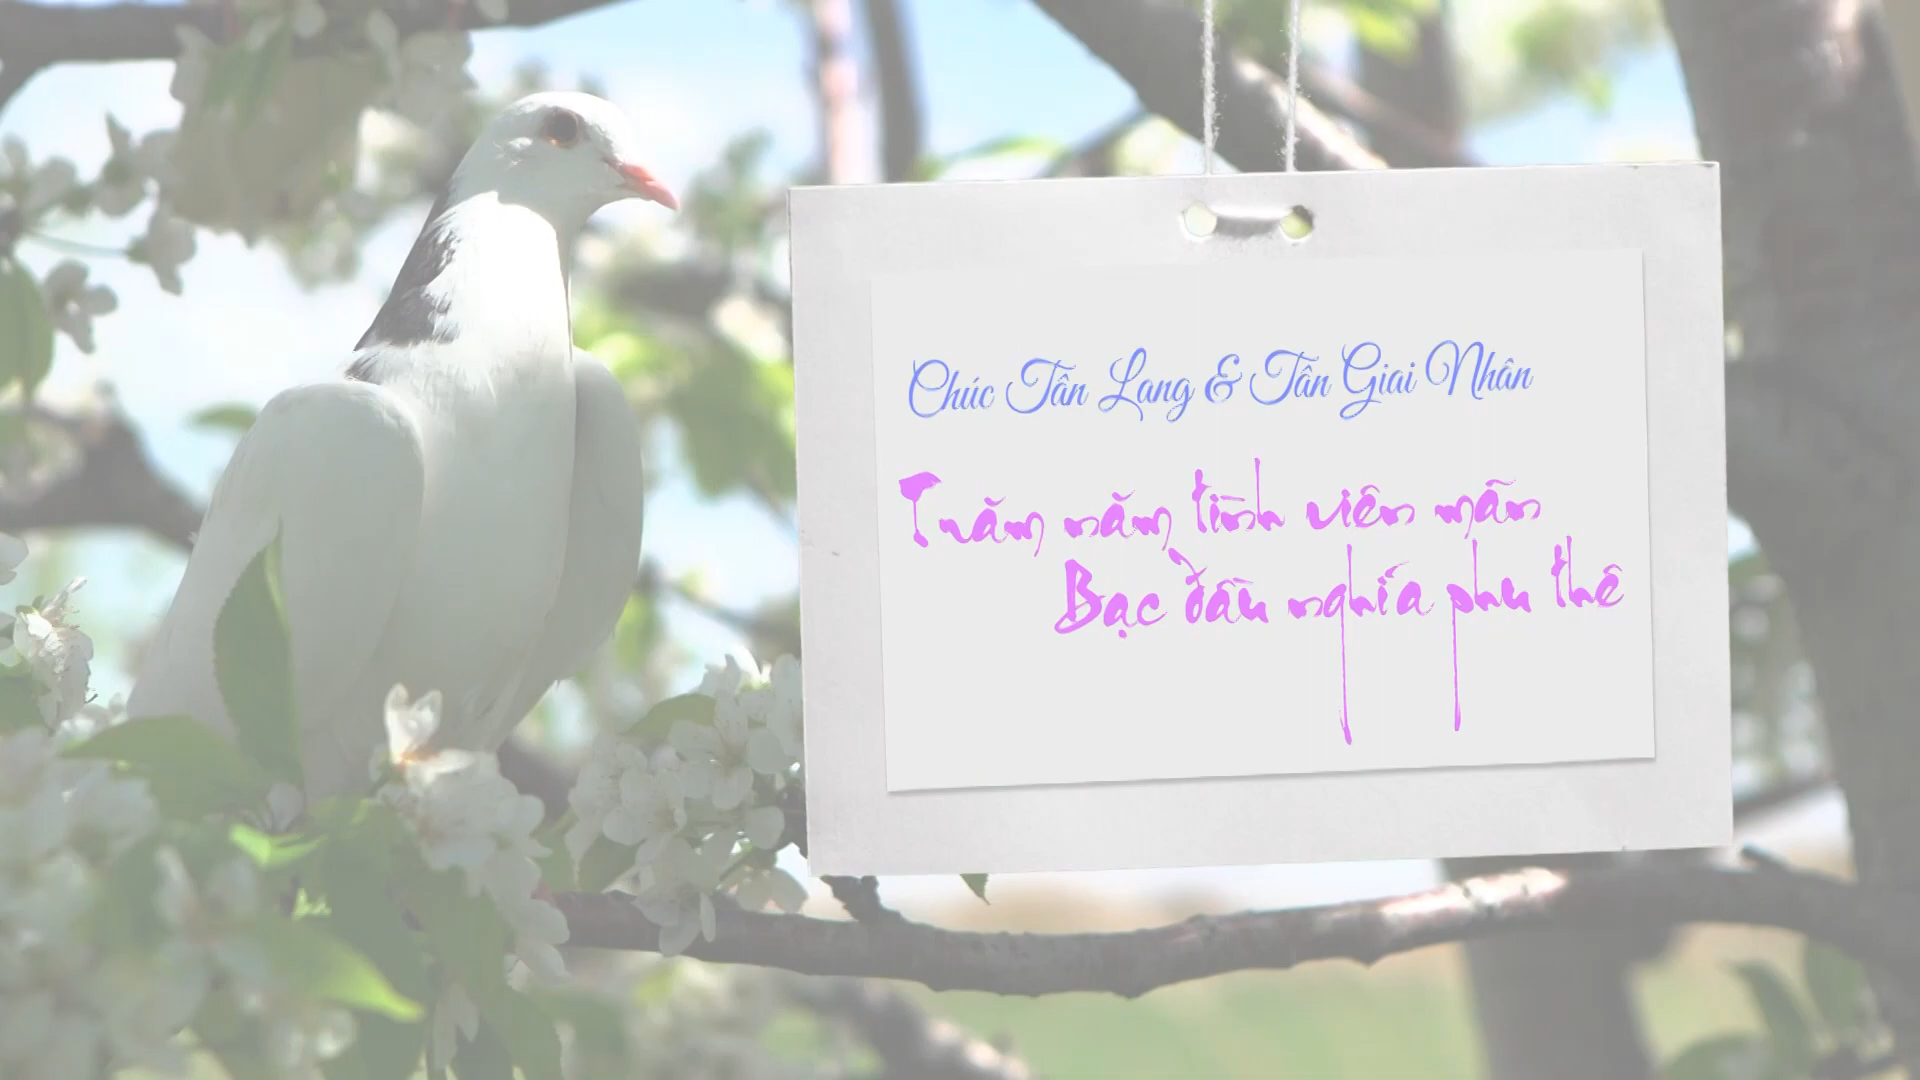 Chúc Tân Lang & Tân Giai Nhân
Trăm năm tình viên mãn
Bạc đầu nghĩa phu thê